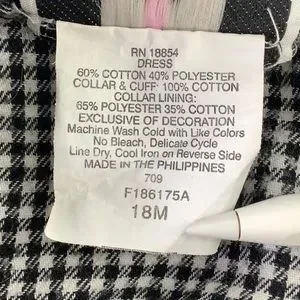 RN 18854
DRESS
60% COTTON 40% POLYESTER
COLLAR & CUFF: 100% COTTON
COLLAR LINING:
65% POLYESTER 35% COTTON
EXCLUSIVE OF DECORATION
Machine Wash Cold with Like Colors
No Bleach, Delicate Cycle
Line Dry, Cool Iron on Reverse Side
MADE IN THE PHILIPPINES
709
F186175A
18M